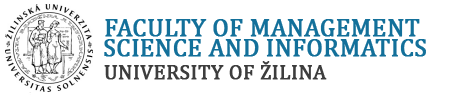 ŽILINSKÁ UNIVERZITA
UNIVERSITAS SOLNENSIS
FACULTY OF MANAGEMENT
SCIENCE AND INFORMATICS
UNIVERSITY OF ŽILINA